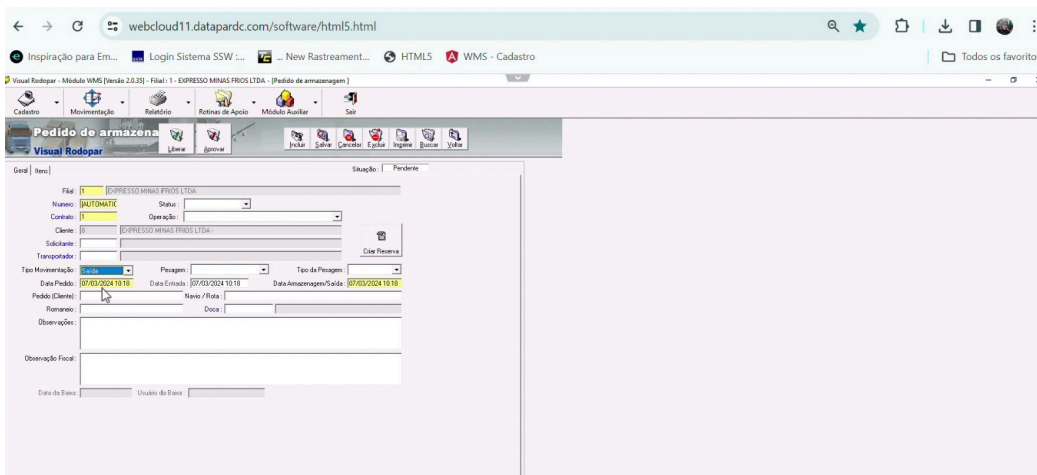 webcloud11.datapardc.com/software/html5.html
Inspiração para Em... Login Sistema SSW :... ... New Rastreament... HTML5 WMS - Cadastro Todos os favorito
Visual Rodopar - Módulo WMS [Versão 2.0.35] - Filial : 1 - EXPRESSO MINAS FRIOS LTDA - [Pedido de armazenagem ]
Cadastro Movimentação Relatório Rotinas de Apoio Módulo Auxiliar Sair
Pedido de armazena
Visual Rodopar
Liberar Aprovar Incluir Salvar Cancelar Excluir Imprimir Buscar Voltar
Geral Itens Situação : Pendente
Filial : 1 EXPRESSO MINAS FRIOS LTDA
Numero : AUTOMATIC Status :
Contrato : 1 Operação :
Cliente : 8 EXPRESSO MINAS FRIOS LTDA -
Criar Reserva
Solicitante :
Transportador :
Tipo Movimentação : Saída Pesagem : Tipo da Pesagem :
Data Pedido : 07/03/2024 10:18 Data Entrada : 07/03/2024 10:18 Data Armazenagem/Saída : 07/03/2024 10:18
Pedido (Cliente) : Navio / Rota :
Romaneio : Doca :
Observações :
Observação Fiscal :
Data da Baixa : Usuário da Baixa :